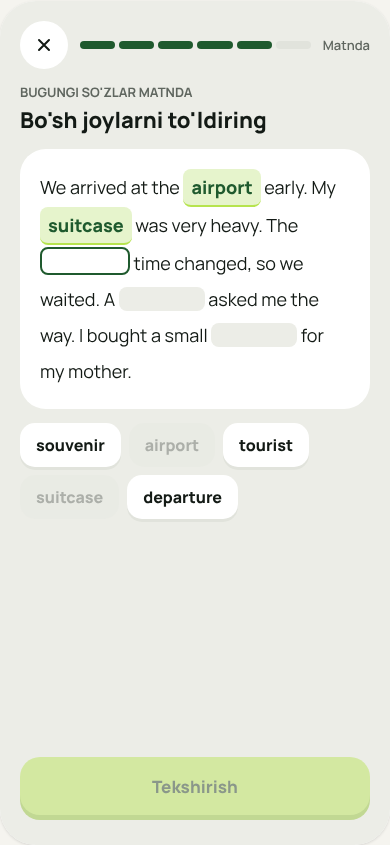 Matnda
BUGUNGI SO'ZLAR MATNDA
Bo'sh joylarni to'ldiring
We arrived at the airport early. My
suitcase was very heavy. The
time changed, so we
waited. A asked me the
way. I bought a small for
my mother.
souvenir airport tourist
suitcase departure
Tekshirish